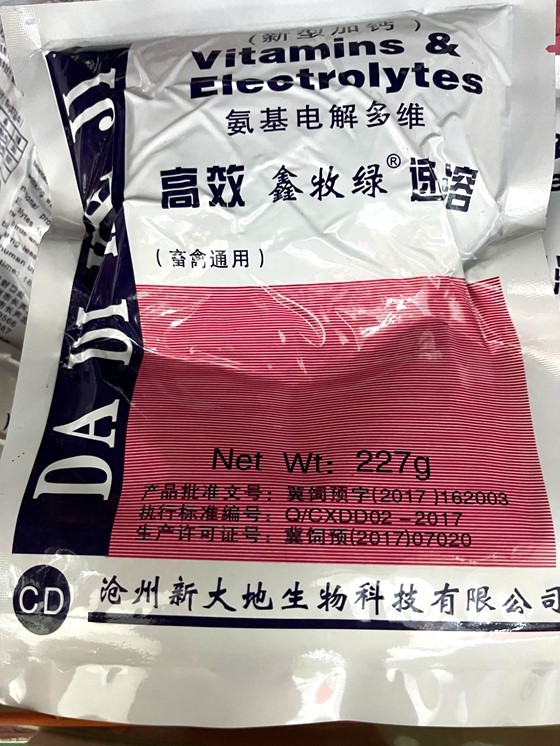 (新型加钙)
Vitamins &
Electrolytes
氨基电解多维
高效 鑫牧绿® 速溶
(畜禽通用)
DA DI
Net Wt: 227g
产品批准文号: 冀饲预字(2017)162003
执行标准编号: Q/CXDD02-2017
生产许可证号: 冀饲预(2017)07020
CD
沧州新大地生物科技有限公司